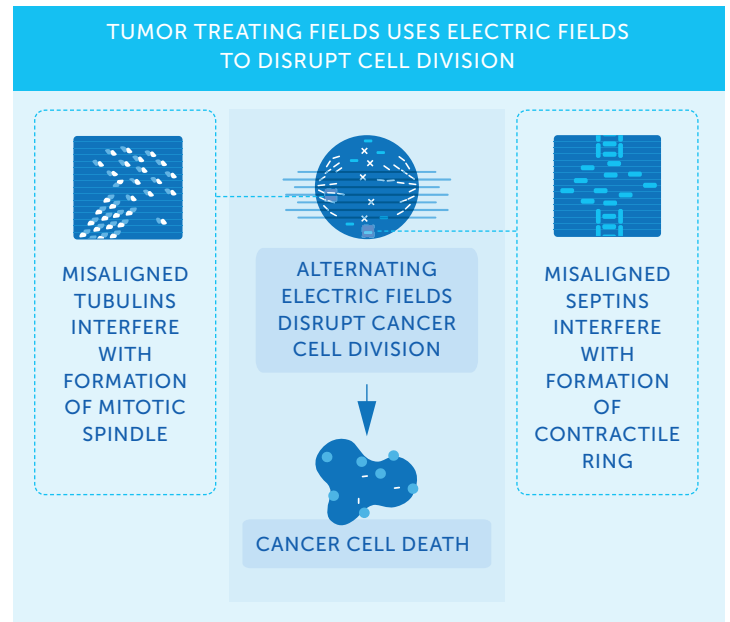 TUMOR TREATING FIELDS USES ELECTRIC FIELDS
TO DISRUPT CELL DIVISION
MISALIGNED
TUBULINS
INTERFERE
WITH
FORMATION
OF MITOTIC
SPINDLE
ALTERNATING
ELECTRIC FIELDS
DISRUPT CANCER
CELL DIVISION
CANCER CELL DEATH
MISALIGNED
SEPTINS
INTERFERE
WITH
FORMATION
OF
CONTRACTILE
RING